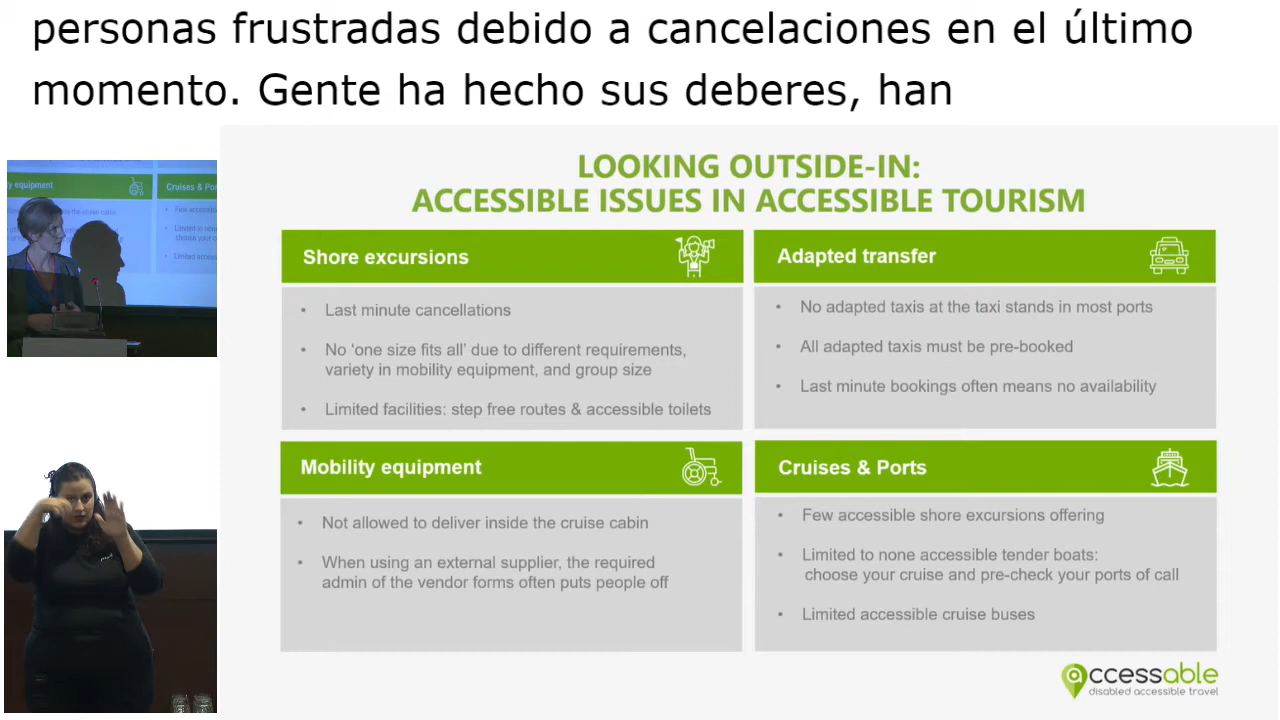 personas frustradas debido a cancelaciones en el último
momento. Gente ha hecho sus deberes, han
LOOKING OUTSIDE-IN:
ACCESSIBLE ISSUES IN ACCESSIBLE TOURISM
Shore excursions
• Last minute cancellations
• No ‘one size fits all’ due to different requirements,
variety in mobility equipment, and group size
• Limited facilities: step free routes & accessible toilets
Adapted transfer
• No adapted taxis at the taxi stands in most ports
• All adapted taxis must be pre-booked
• Last minute bookings often means no availability
Mobility equipment
• Not allowed to deliver inside the cruise cabin
• When using an external supplier, the required
admin of the vendor forms often puts people off
Cruises & Ports
• Few accessible shore excursions offering
• Limited to none accessible tender boats:
choose your cruise and pre-check your ports of call
• Limited accessible cruise buses
accessable
disabled accessible travel
ty equipment
Cruises & Por